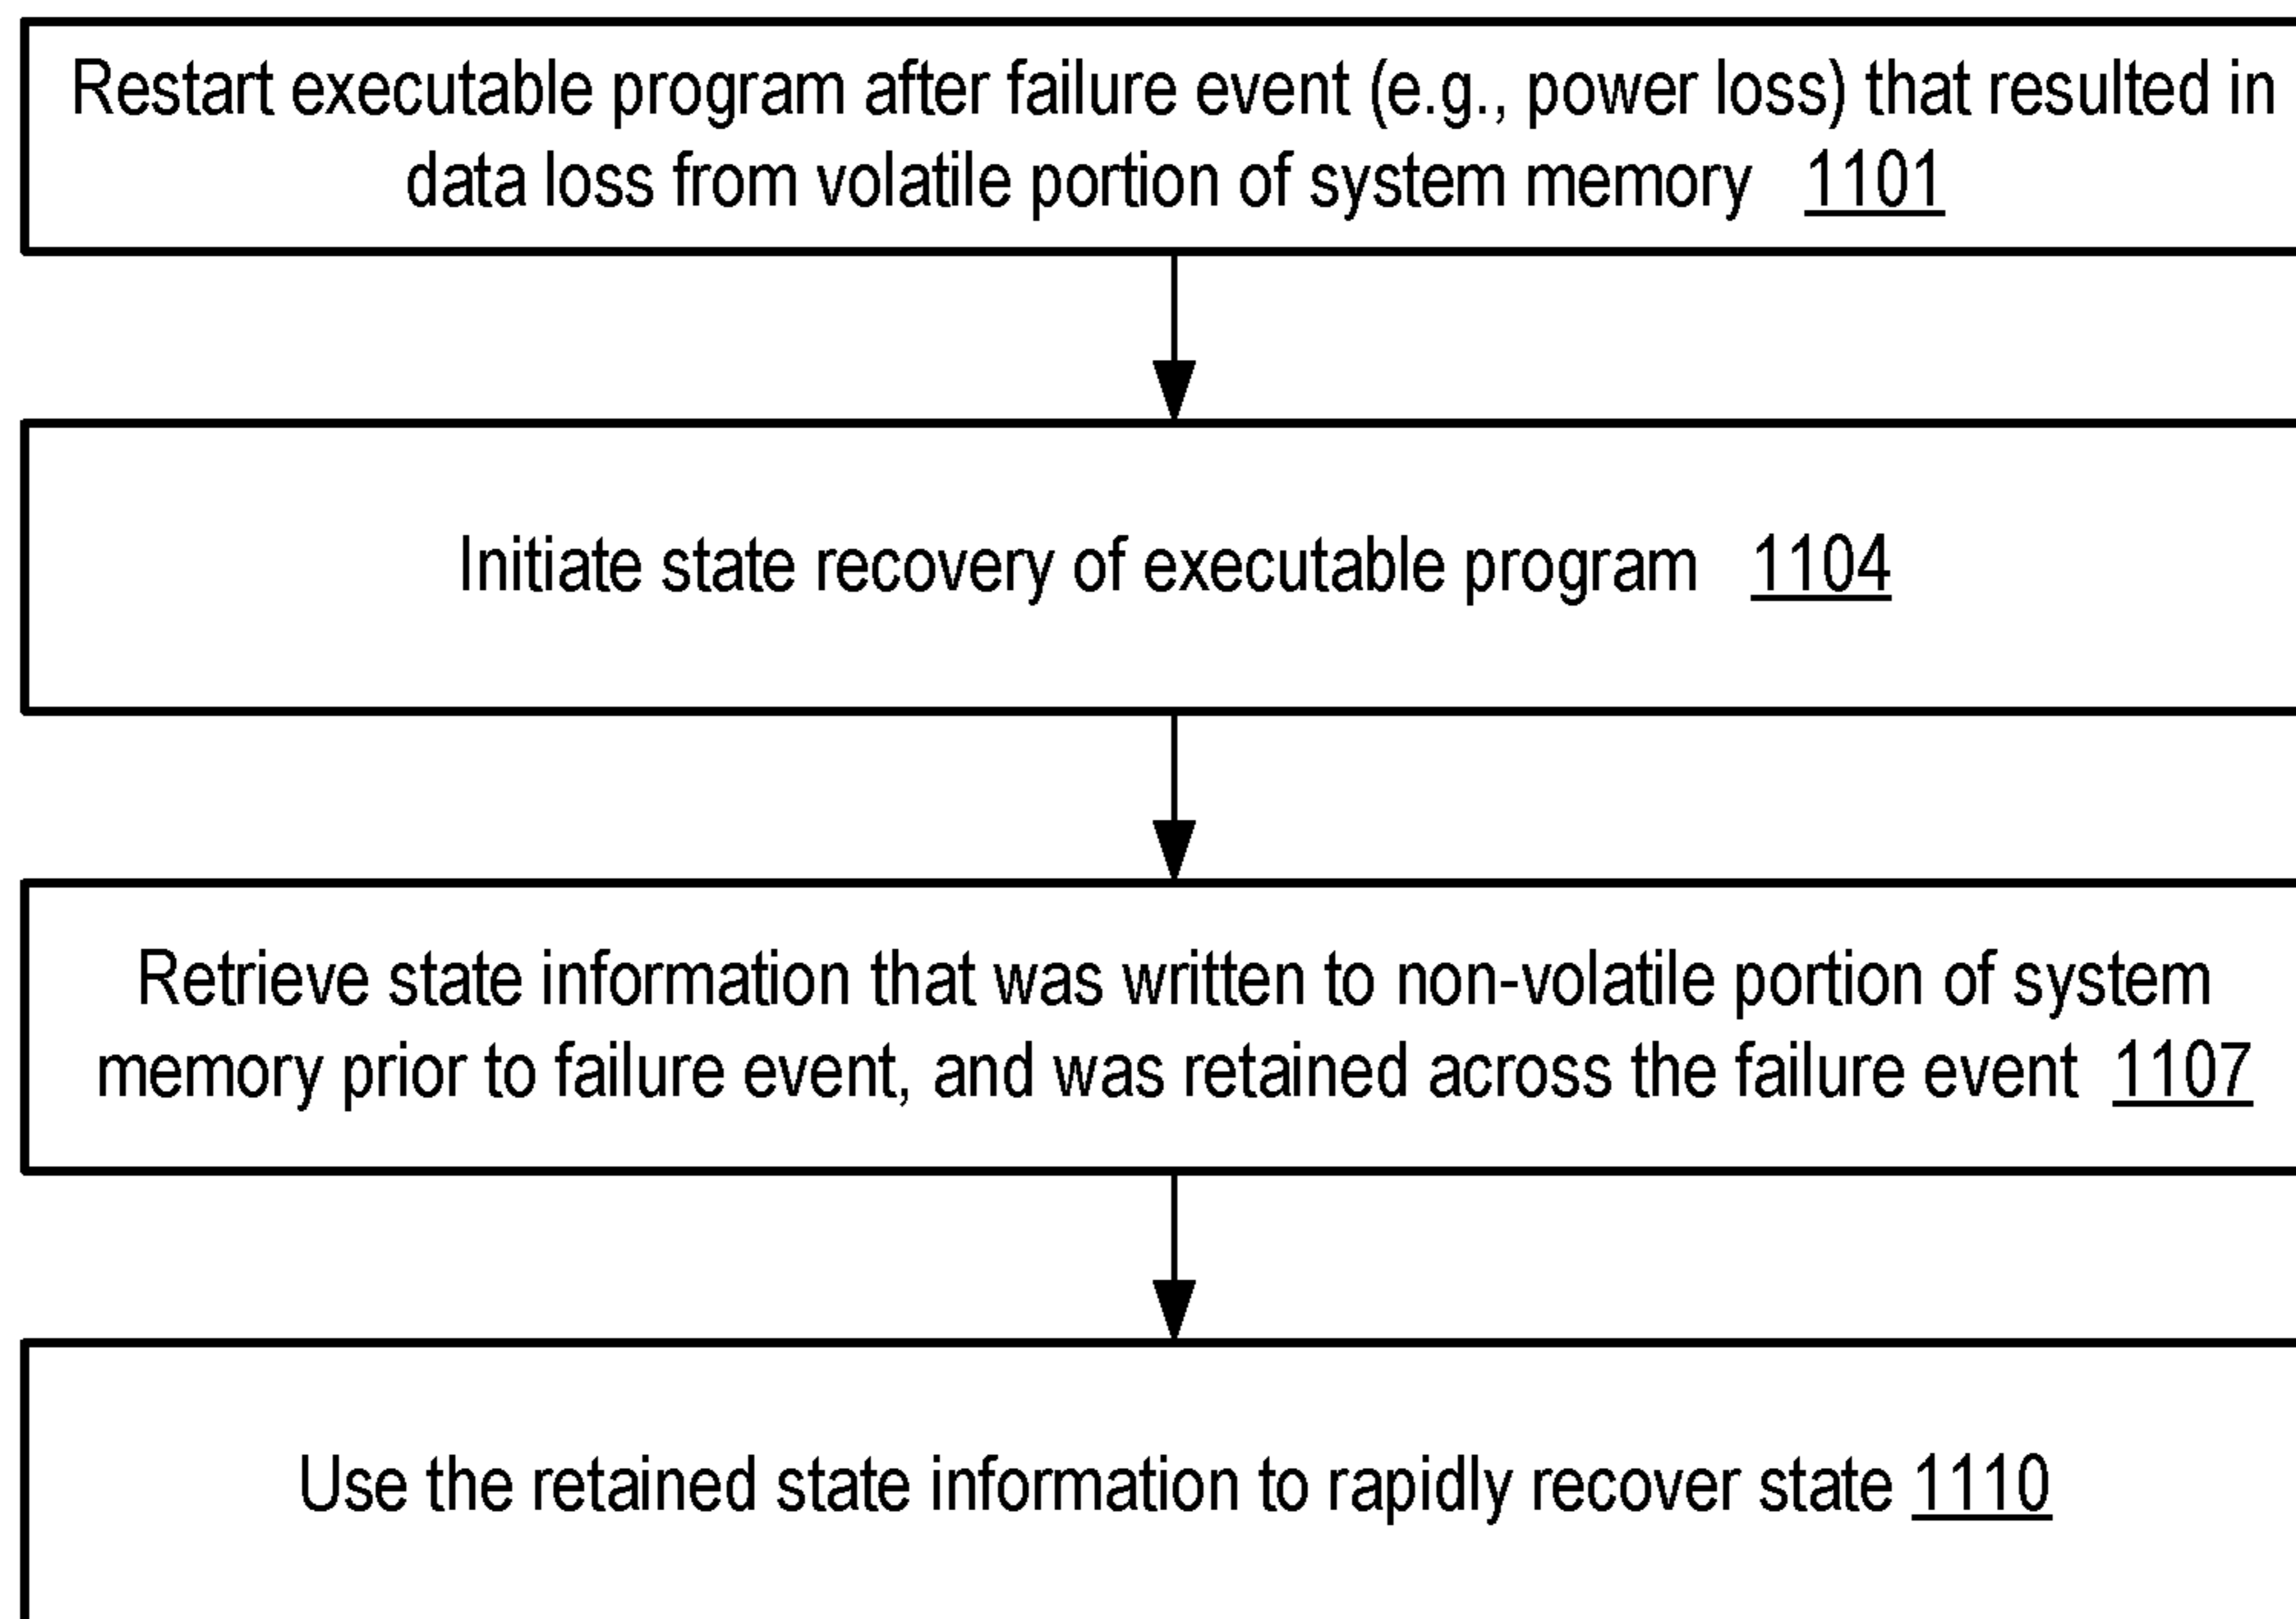 Restart executable program after failure event (e.g., power loss) that resulted in
data loss from volatile portion of system memory 1101
Initiate state recovery of executable program 1104
Retrieve state information that was written to non-volatile portion of system
memory prior to failure event, and was retained across the failure event 1107
Use the retained state information to rapidly recover state 1110